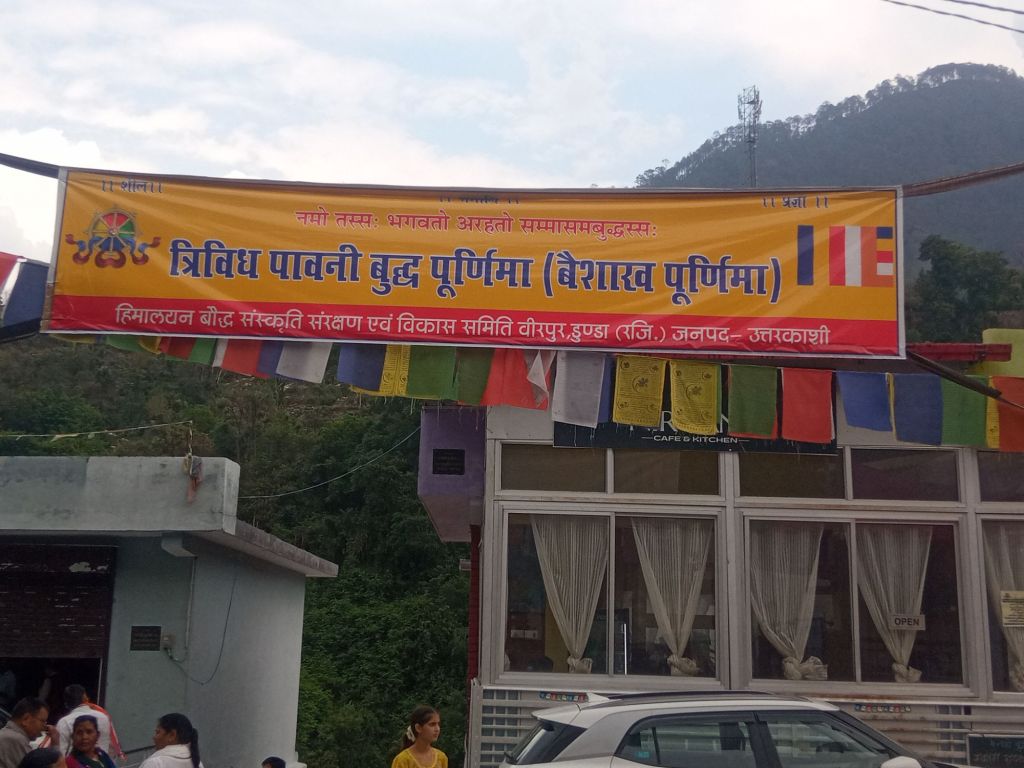 ।। शील।।
।। प्रज्ञा ।।
नमो तस्सः भगवतो अरहतो सम्मासमबुद्धस्सः
त्रिविध पावनी बुद्ध पूर्णिमा (बैशाख पूर्णिमा)
हिमालयन बौद्ध संस्कृति संरक्षण एवं विकास समिति वीरपुर,डुण्डा (रजि.) जनपद– उत्तरकाशी
CAFE & KITCHEN
OPEN